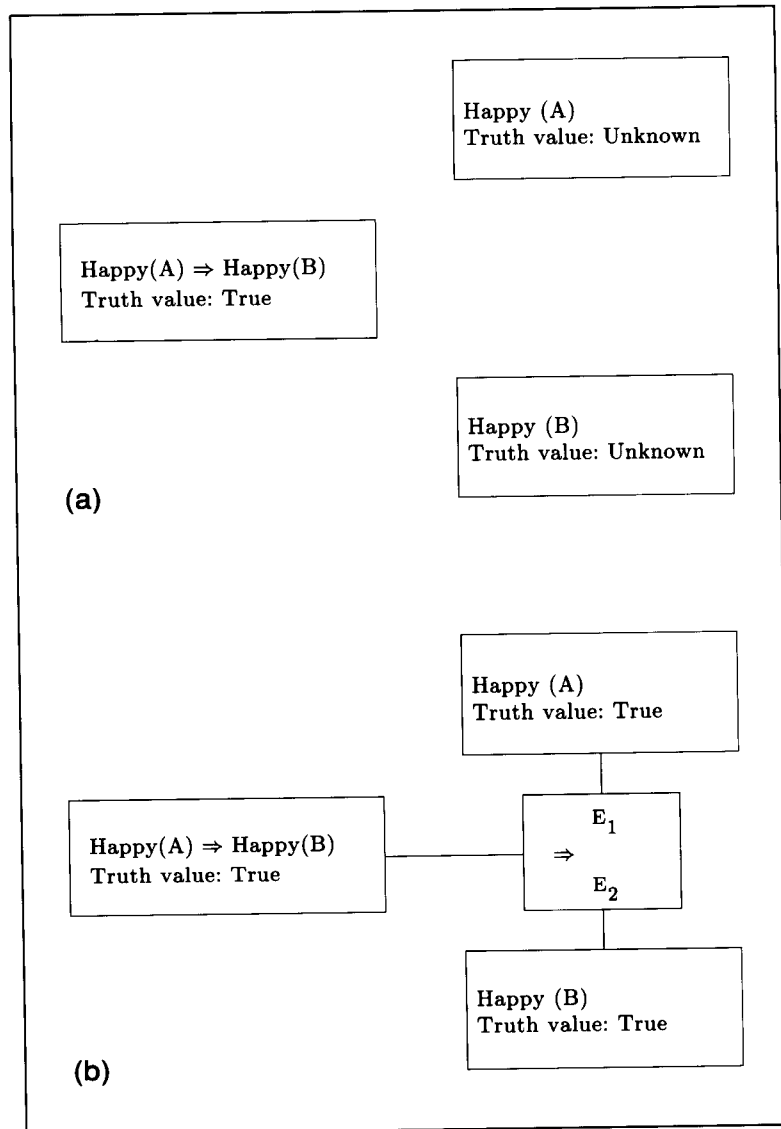 Happy (A)
Truth value: Unknown
Happy(A) ⇒ Happy(B)
Truth value: True
Happy (B)
Truth value: Unknown
(a)
Happy (A)
Truth value: True
E₁
Happy(A) ⇒ Happy(B)
Truth value: True
⇒
E₂
Happy (B)
Truth value: True
(b)